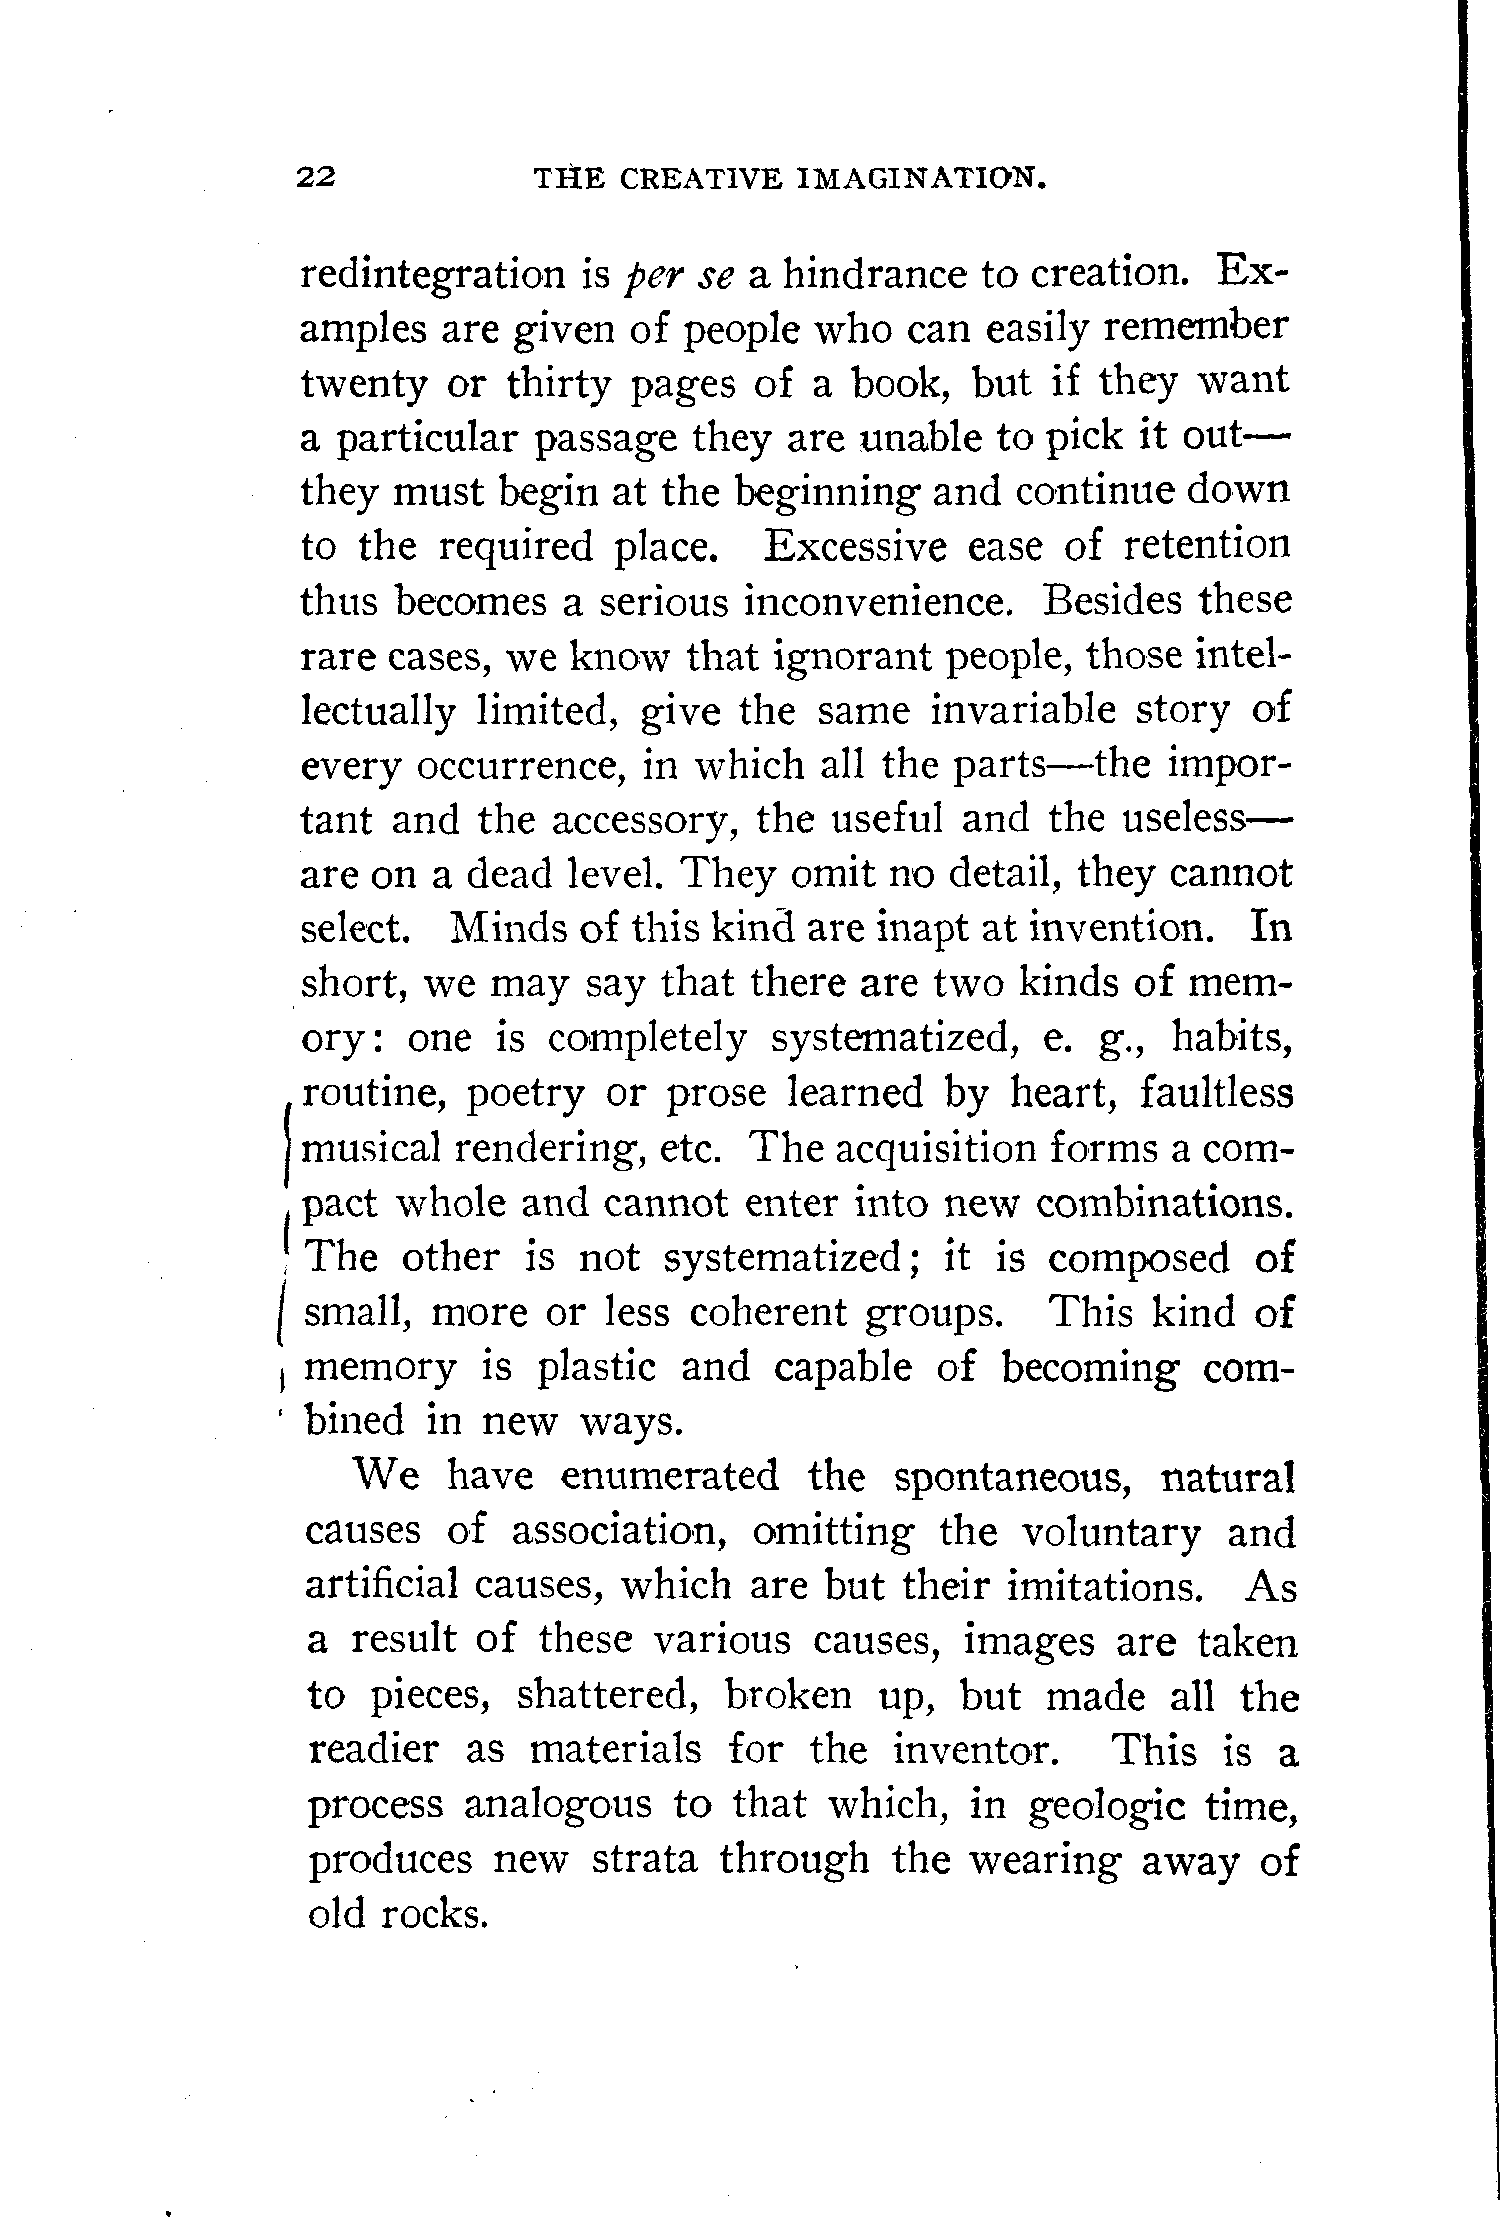 22 THE CREATIVE IMAGINATION.
redintegration is per se a hindrance to creation. Ex-
amples are given of people who can easily remember
twenty or thirty pages of a book, but if they want
a particular passage they are unable to pick it out—
they must begin at the beginning and continue down
to the required place. Excessive ease of retention
thus becomes a serious inconvenience. Besides these
rare cases, we know that ignorant people, those intel-
lectually limited, give the same invariable story of
every occurrence, in which all the parts—the impor-
tant and the accessory, the useful and the useless—
are on a dead level. They omit no detail, they cannot
select. Minds of this kind are inapt at invention. In
short, we may say that there are two kinds of mem-
ory: one is completely systematized, e. g., habits,
routine, poetry or prose learned by heart, faultless
musical rendering, etc. The acquisition forms a com-
pact whole and cannot enter into new combinations.
The other is not systematized; it is composed of
small, more or less coherent groups. This kind of
memory is plastic and capable of becoming com-
bined in new ways.
We have enumerated the spontaneous, natural
causes of association, omitting the voluntary and
artificial causes, which are but their imitations. As
a result of these various causes, images are taken
to pieces, shattered, broken up, but made all the
readier as materials for the inventor. This is a
process analogous to that which, in geologic time,
produces new strata through the wearing away of
old rocks.